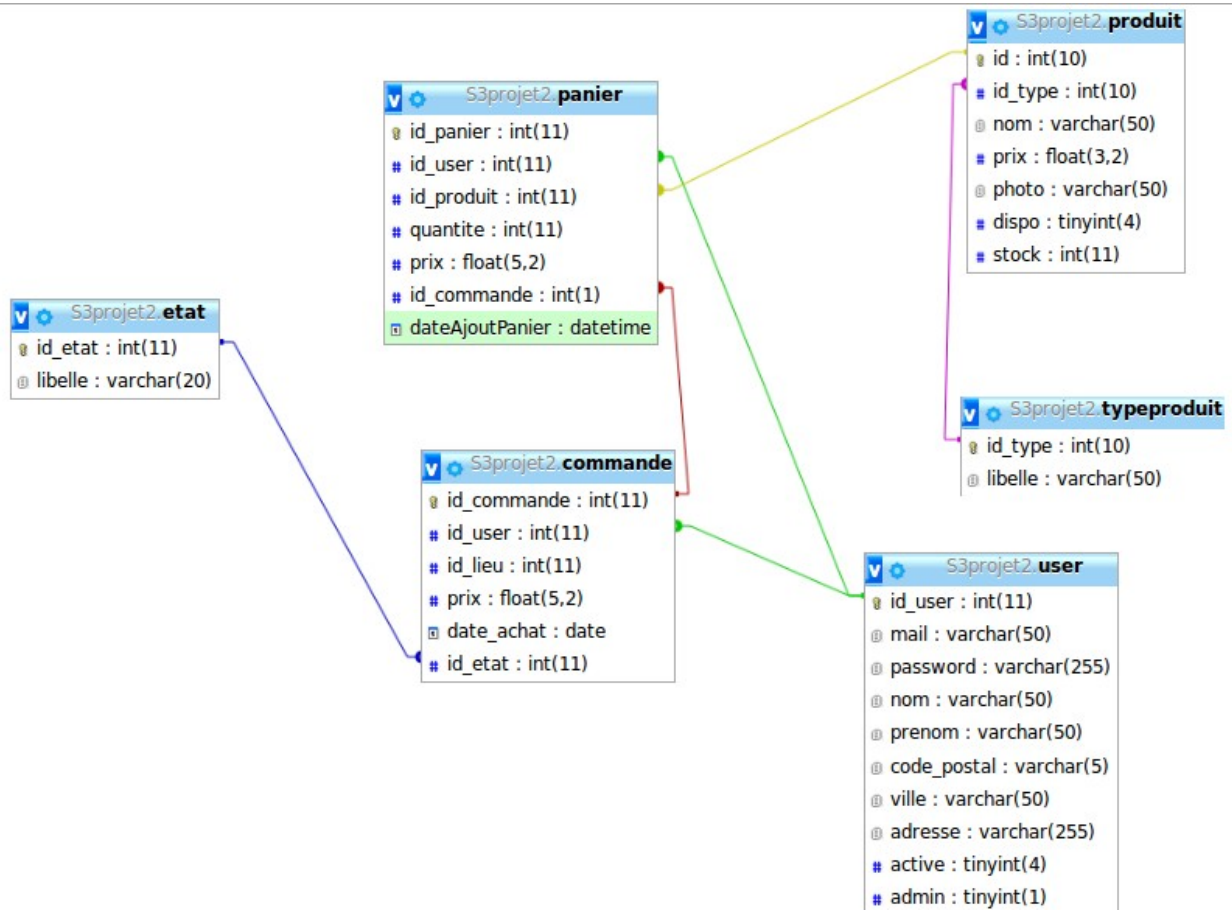 S3projet2.produit
id : int(10)
id_type : int(10)
nom : varchar(50)
prix : float(3,2)
photo : varchar(50)
dispo : tinyint(4)
stock : int(11)
S3projet2.panier
id_panier : int(11)
id_user : int(11)
id_produit : int(11)
quantite : int(11)
prix : float(5,2)
id_commande : int(1)
dateAjoutPanier : datetime
S3projet2.etat
id_etat : int(11)
libelle : varchar(20)
S3projet2.typeproduit
id_type : int(10)
libelle : varchar(50)
S3projet2.commande
id_commande : int(11)
id_user : int(11)
id_lieu : int(11)
prix : float(5,2)
date_achat : date
id_etat : int(11)
S3projet2.user
id_user : int(11)
mail : varchar(50)
password : varchar(255)
nom : varchar(50)
prenom : varchar(50)
code_postal : varchar(5)
ville : varchar(50)
adresse : varchar(255)
active : tinyint(4)
admin : tinyint(1)